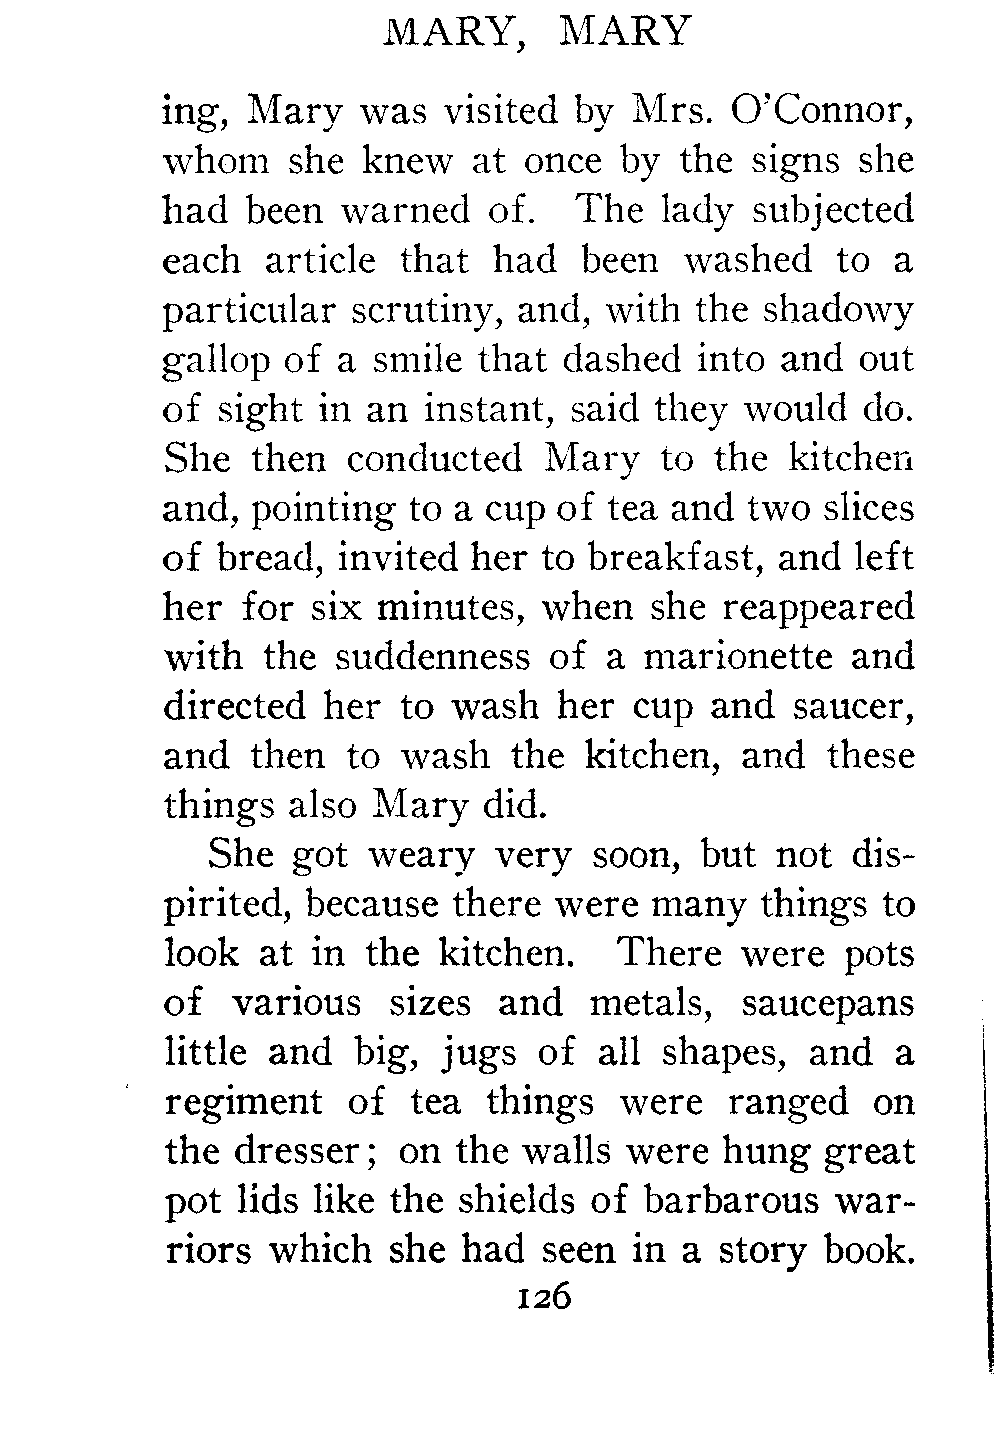 MARY, MARY
ing, Mary was visited by Mrs. O'Connor,
whom she knew at once by the signs she
had been warned of. The lady subjected
each article that had been washed to a
particular scrutiny, and, with the shadowy
gallop of a smile that dashed into and out
of sight in an instant, said they would do.
She then conducted Mary to the kitchen
and, pointing to a cup of tea and two slices
of bread, invited her to breakfast, and left
her for six minutes, when she reappeared
with the suddenness of a marionette and
directed her to wash her cup and saucer,
and then to wash the kitchen, and these
things also Mary did.
She got weary very soon, but not dis-
pirited, because there were many things to
look at in the kitchen. There were pots
of various sizes and metals, saucepans
little and big, jugs of all shapes, and a
regiment of tea things were ranged on
the dresser; on the walls were hung great
pot lids like the shields of barbarous war-
riors which she had seen in a story book.
126